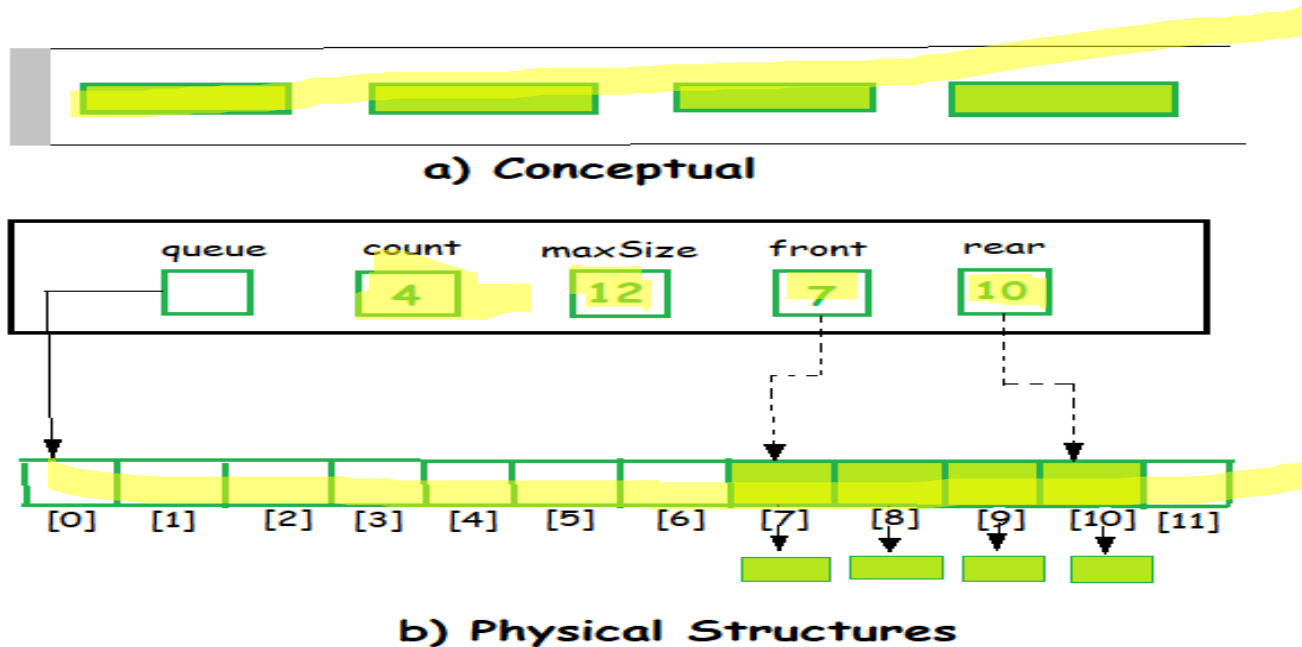 a) Conceptual
queue count maxSize front rear
4 12 7 10
[0] [1] [2] [3] [4] [5] [6] [7] [8] [9] [10] [11]
b) Physical Structures